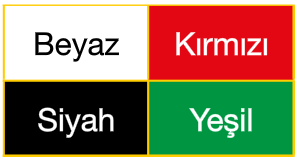 Beyaz
Kırmızı
Siyah
Yeşil